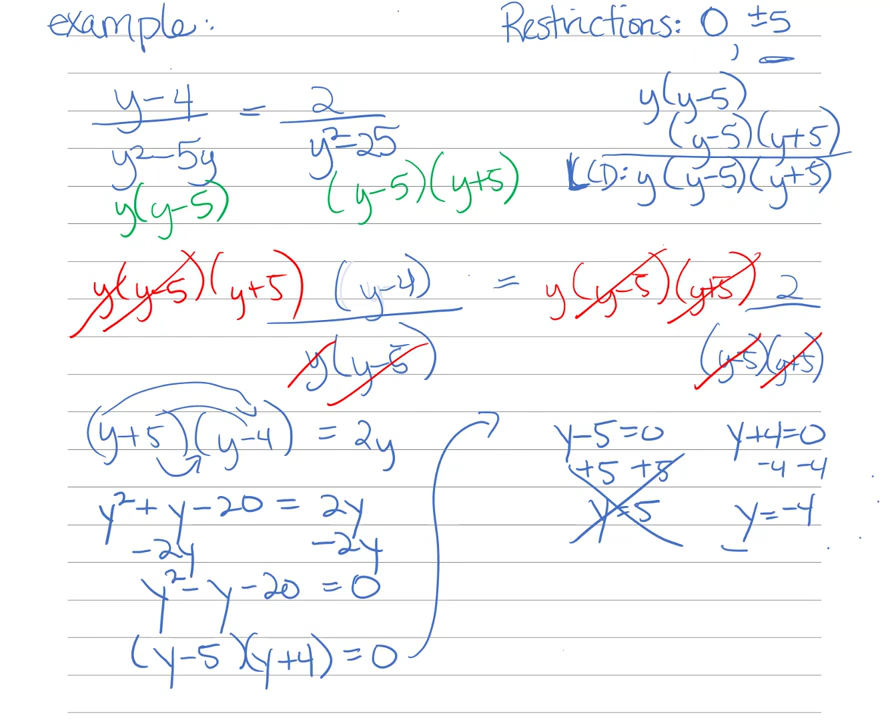 example:
Restrictions: 0, ±5
y-4 / y²-5y = 2 / y²-25
y(y-5)
(y-5)(y+5)
y(y-5)
(y-5)(y+5)
LCD: y(y-5)(y+5)
y(y-5)(y+5) (y-4) / y(y-5) = y(y-5)(y+5) 2 / (y-5)(y+5)
(y+5)(y-4) = 2y
y²+y-20 = 2y
-2y -2y
y²-y-20 = 0
(y-5)(y+4) = 0
y-5=0
+5 +5
y=5
y+4=0
-4 -4
y=-4